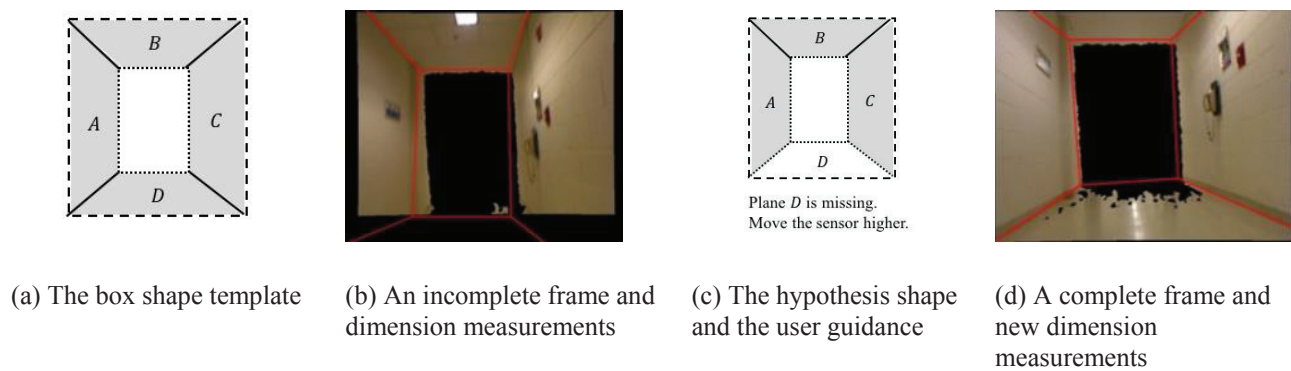 B
A
C
D
B
A
C
D
Plane D is missing.
Move the sensor higher.
(a) The box shape template
(b) An incomplete frame and
dimension measurements
(c) The hypothesis shape
and the user guidance
(d) A complete frame and
new dimension
measurements